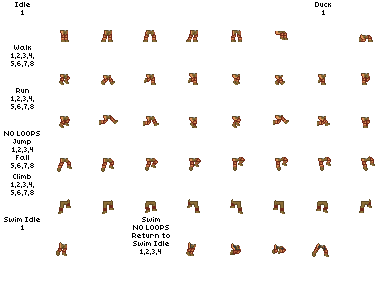 Idle
1
Duck
1
Walk
1,2,3,4,
5,6,7,8
Run
1,2,3,4,
5,6,7,8
NO LOOPS
Jump
1,2,3,4
Fall
5,6,7,8
Climb
1,2,3,4,
5,6,7,8
Swim Idle
1
Swim
NO LOOPS
Return to
Swim Idle
1,2,3,4